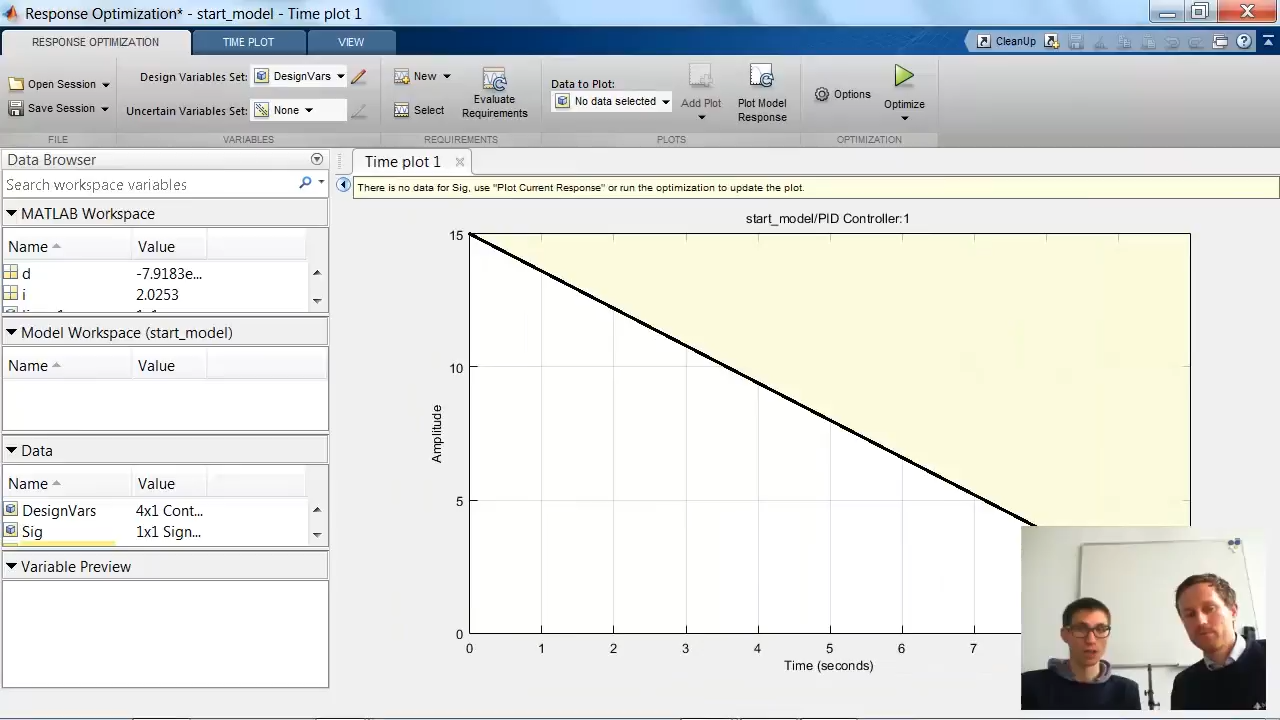 Response Optimization* - start_model - Time plot 1
RESPONSE OPTIMIZATION
TIME PLOT
VIEW
CleanUp
Open Session
Save Session
FILE
Design Variables Set:
DesignVars
Uncertain Variables Set:
None
VARIABLES
New
Select
Evaluate
Requirements
REQUIREMENTS
Data to Plot:
No data selected
Add Plot
Plot Model
Response
PLOTS
Options
Optimize
OPTIMIZATION
Data Browser
Search workspace variables
MATLAB Workspace
Name Value
d -7.9183e...
i 2.0253
Model Workspace (start_model)
Name Value
Data
Name Value
DesignVars 4x1 Cont...
Sig 1x1 Sign...
Variable Preview
Time plot 1
There is no data for Sig, use "Plot Current Response" or run the optimization to update the plot.
start_model/PID Controller:1
15
10
5
0
Amplitude
0 1 2 3 4 5 6 7
Time (seconds)